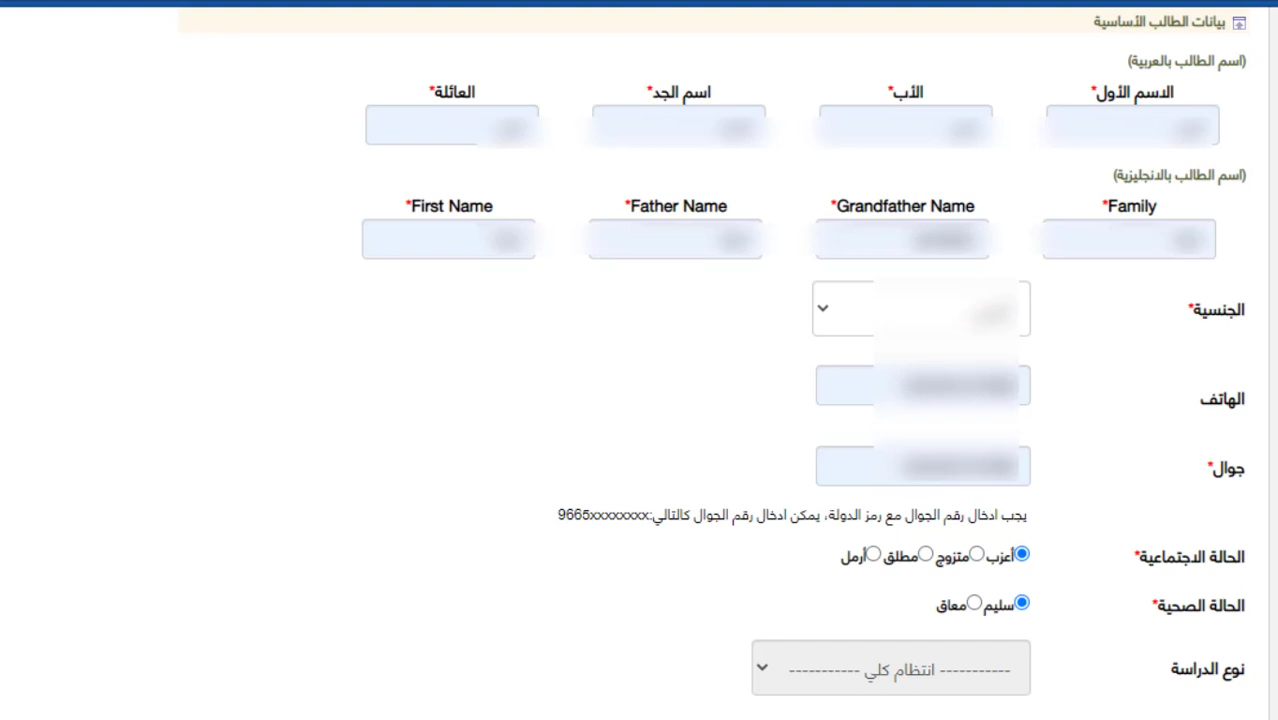 بيانات الطالب الأساسية
(اسم الطالب بالعربية)
الاسم الأول* الأب* اسم الجد* العائلة*
(اسم الطالب بالانجليزية)
*First Name *Father Name *Grandfather Name *Family
الجنسية*
الهاتف
جوال*
يجب ادخال رقم الجوال مع رمز الدولة، يمكن ادخال رقم الجوال كالتالي:9665xxxxxxxx
الحالة الاجتماعية* أعزب متزوج مطلق أرمل
الحالة الصحية* سليم معاق
نوع الدراسة ----------- انتظام كلي -----------